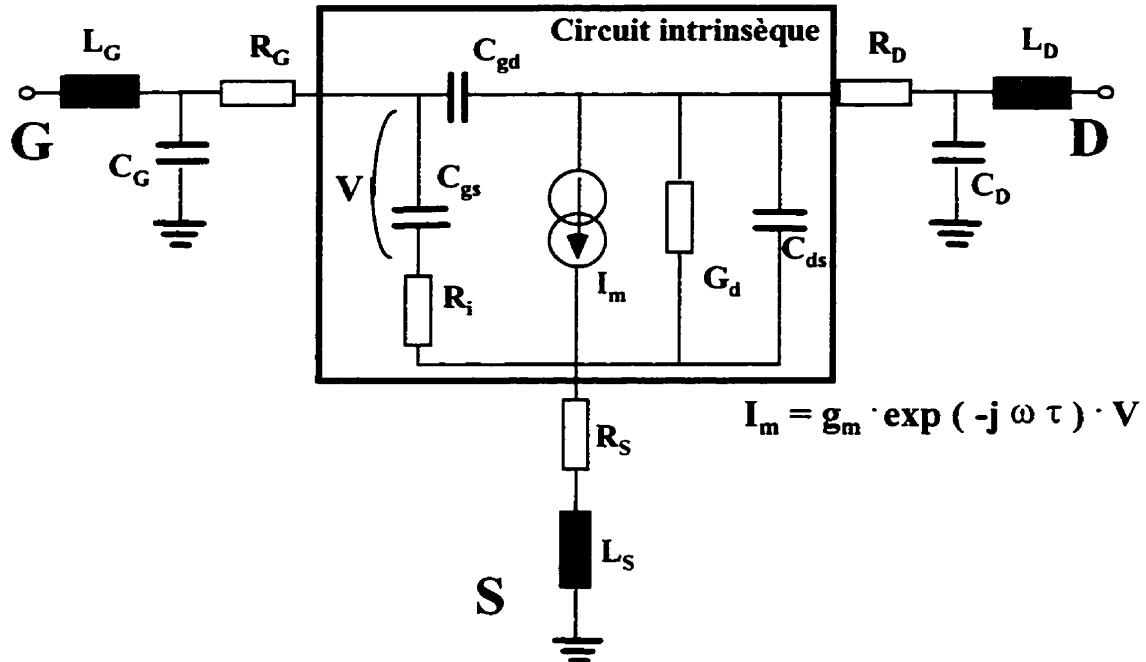 Circuit intrinsèque
L_G
R_G
C_gd
R_D
L_D
G
C_G
V
C_gs
R_i
I_m
G_d
C_ds
C_D
D
I_m = g_m · exp ( -j ω τ ) · V
R_S
L_S
S